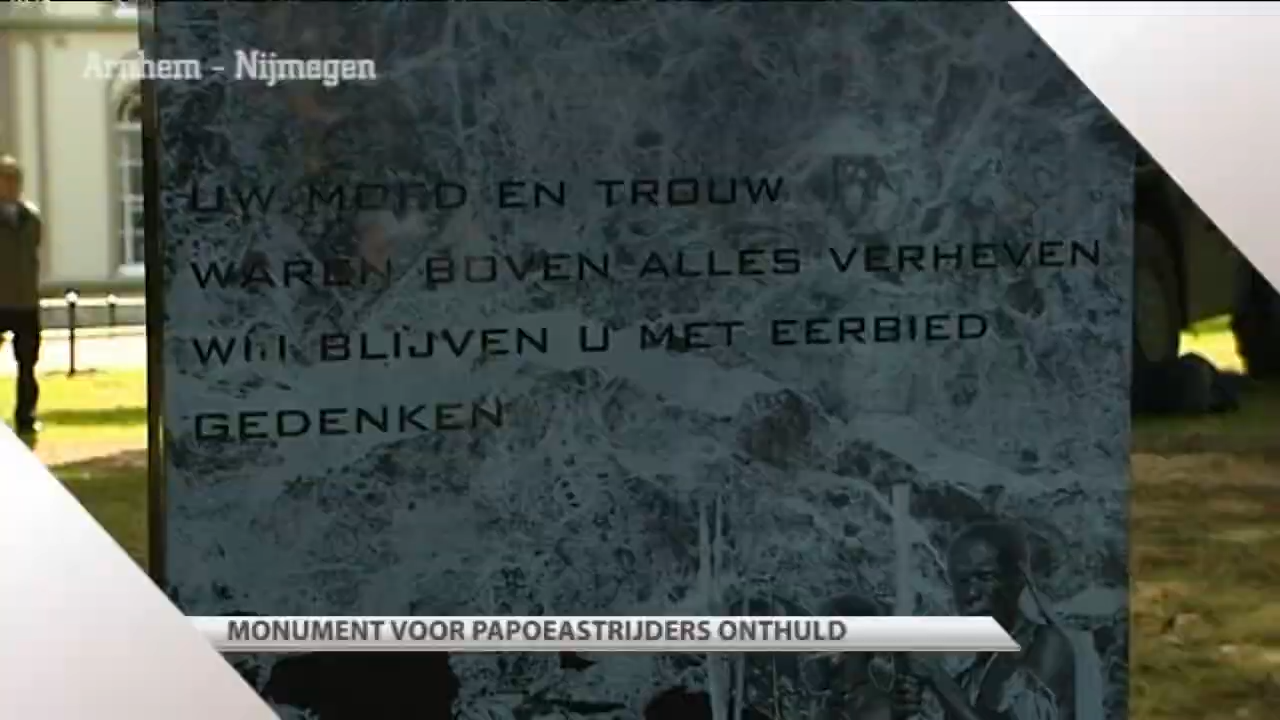 Arnhem - Nijmegen
UW MOED EN TROUW
WAREN BOVEN ALLES VERHEVEN
WIJ BLIJVEN U MET EERBIED
GEDENKEN
MONUMENT VOOR PAPOEASTRIJDERS ONTHULD